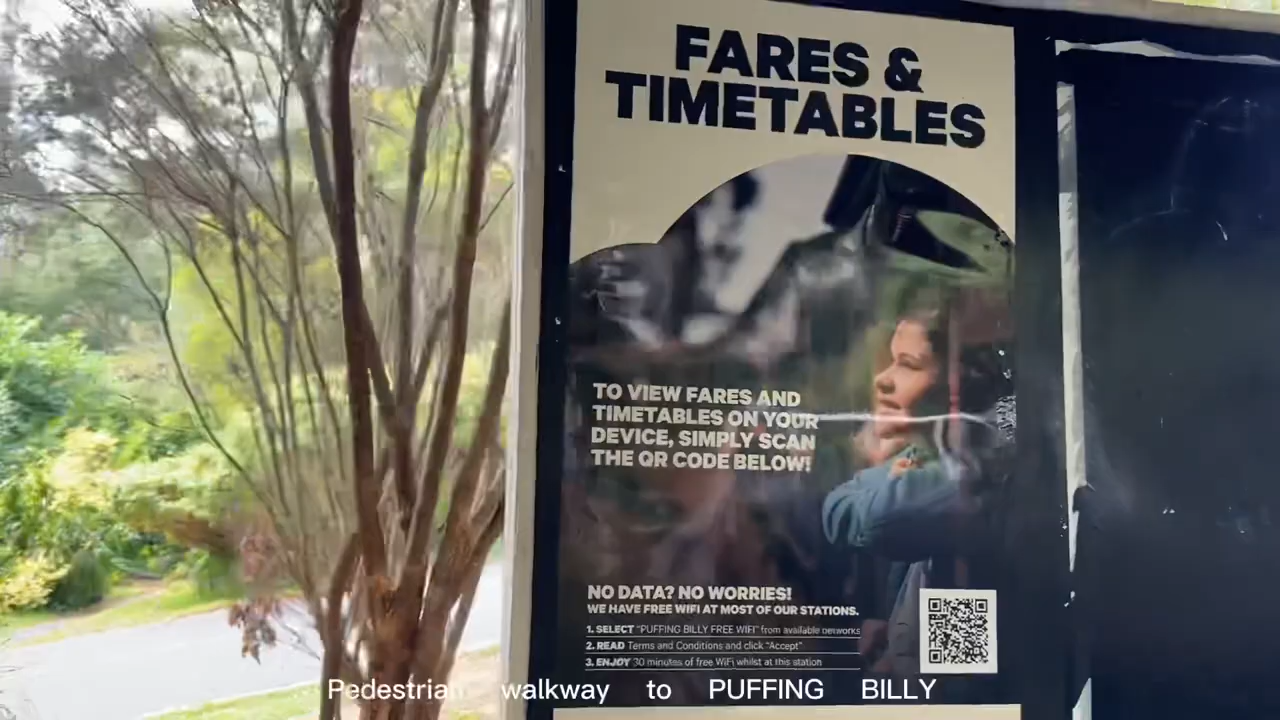 FARES &
TIMETABLES
TO VIEW FARES AND
TIMETABLES ON YOUR
DEVICE, SIMPLY SCAN
THE QR CODE BELOW!
NO DATA? NO WORRIES!
WE HAVE FREE WIFI AT MOST OF OUR STATIONS.
1. SELECT "PUFFING BILLY FREE WIFI" from available networks
2. READ Terms and Conditions and click "Accept"
3. ENJOY 30 minutes of free WiFi whilst at this station
Pedestrian walkway to PUFFING BILLY